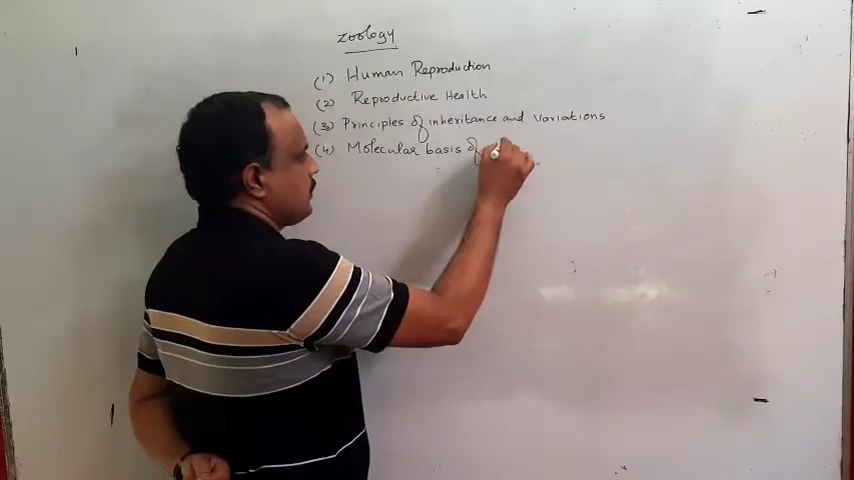 Zoology
(1) Human Reproduction
(2) Reproductive Health
(3) Principles of inheritance and variations
(4) Molecular basis of